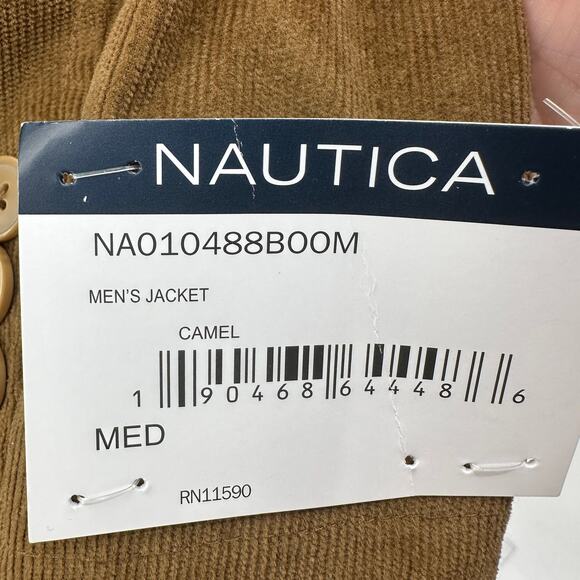 NAUTICA
NA010488B00M
MEN'S JACKET
CAMEL
1 90468 64448 6
MED
RN11590